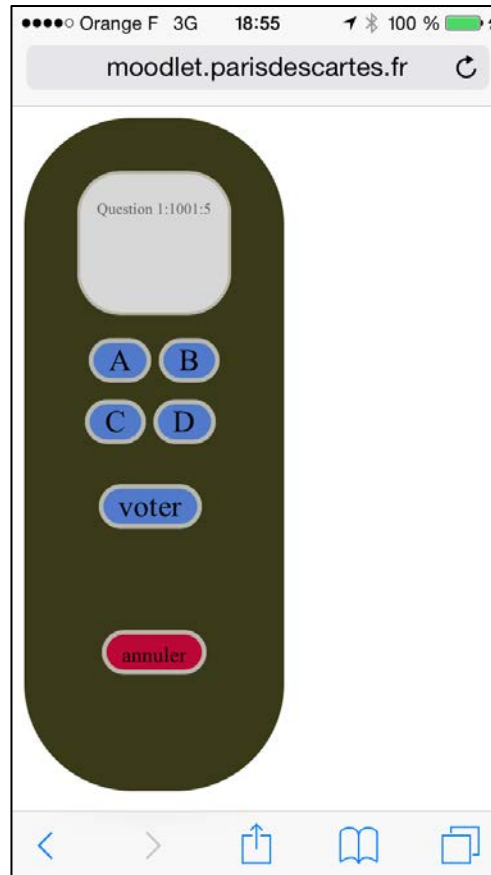 Orange F 3G 18:55 100 %
moodlet.parisdescartes.fr
Question 1:1001:5
A B
C D
voter
annuler